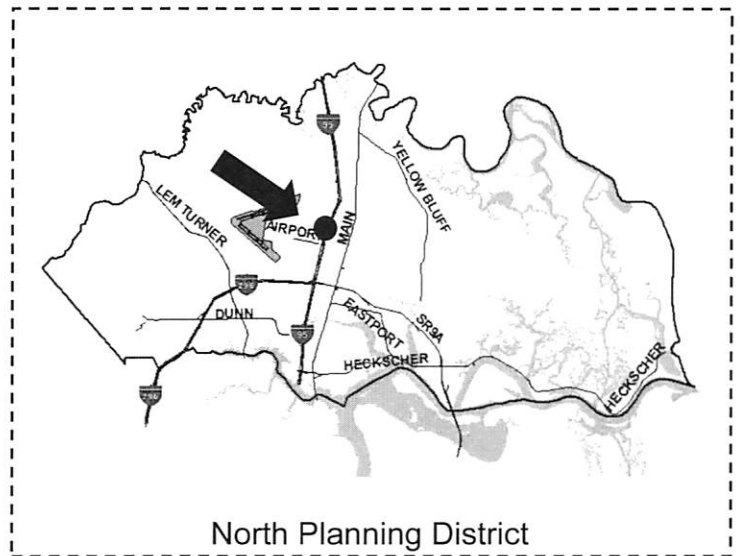 95
YELLOW BLUFF
LEM TURNER
AIRPORT
MAIN
295
DUNN
EASTPORT
SR9A
95
HECKSCHER
HECKSCHER
295
North Planning District